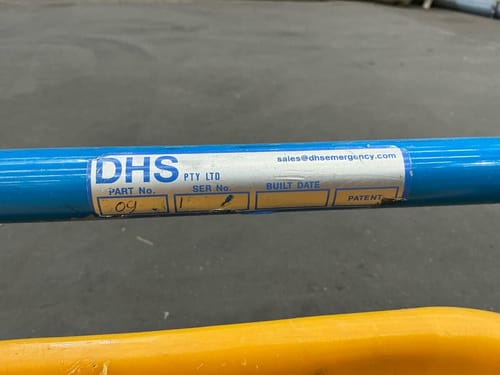 DHS PTY LTD
sales@dhsemergency.com
PART No. SER No. BUILT DATE PATENT
09